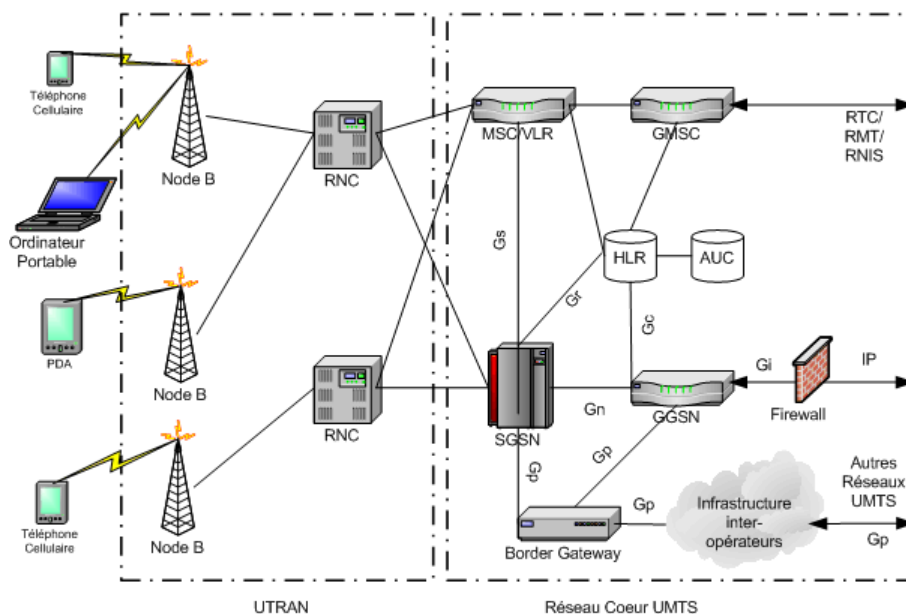 Téléphone
Cellulaire
Node B
Ordinateur
Portable
PDA
Node B
Téléphone
Cellulaire
Node B
RNC
RNC
UTRAN
MSC/VLR
GMSC
RTC/
RMT/
RNIS
Gs
HLR
AUC
Gr
Gc
SGSN
Gn
GGSN
Gi
Firewall
IP
Gp
Gp
Border Gateway
Gp
Infrastructure
inter-
opérateurs
Autres
Réseaux
UMTS
Gp
Réseau Coeur UMTS